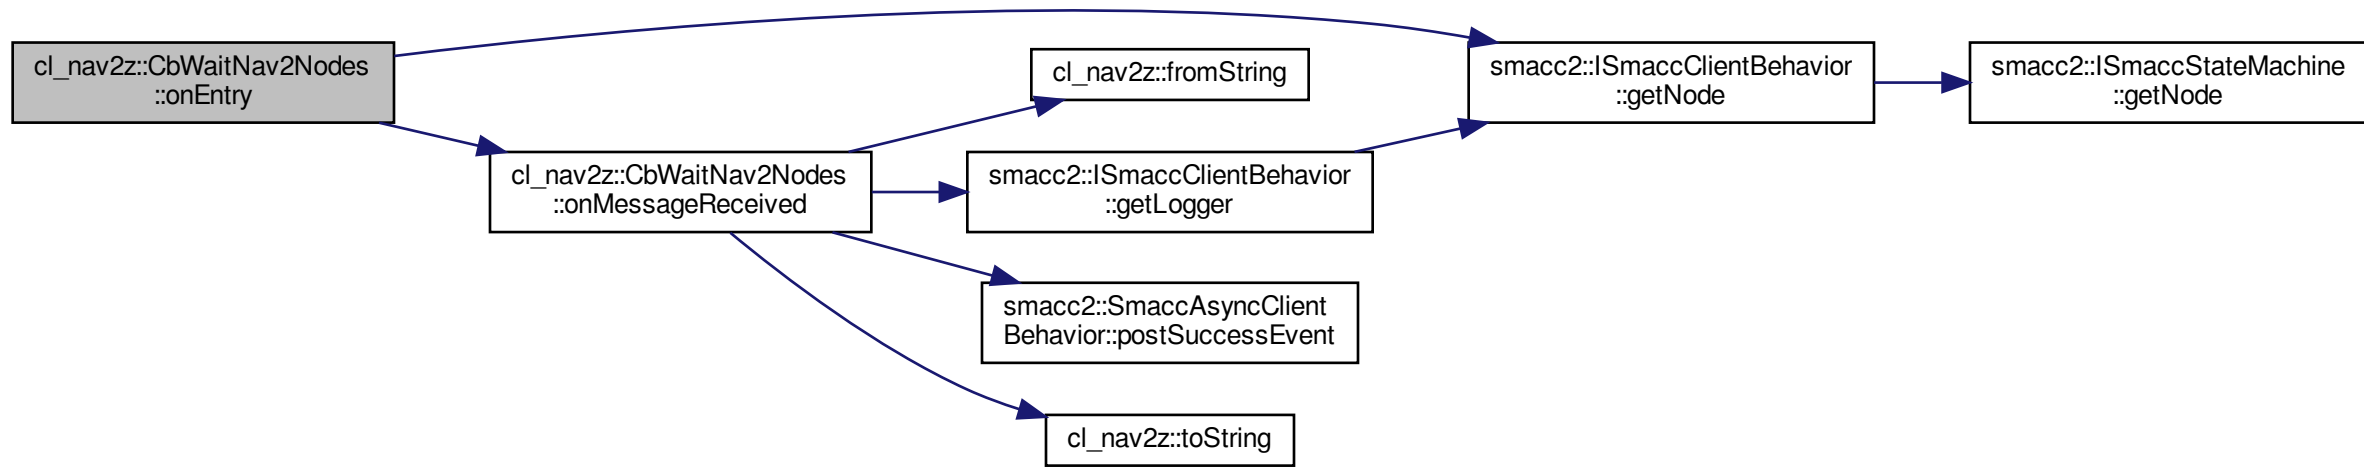 cl_nav2z::CbWaitNav2Nodes
::onEntry
cl_nav2z::CbWaitNav2Nodes
::onMessageReceived
cl_nav2z::fromString
smacc2::ISmaccClientBehavior
::getLogger
smacc2::SmaccAsyncClient
Behavior::postSuccessEvent
cl_nav2z::toString
smacc2::ISmaccClientBehavior
::getNode
smacc2::ISmaccStateMachine
::getNode